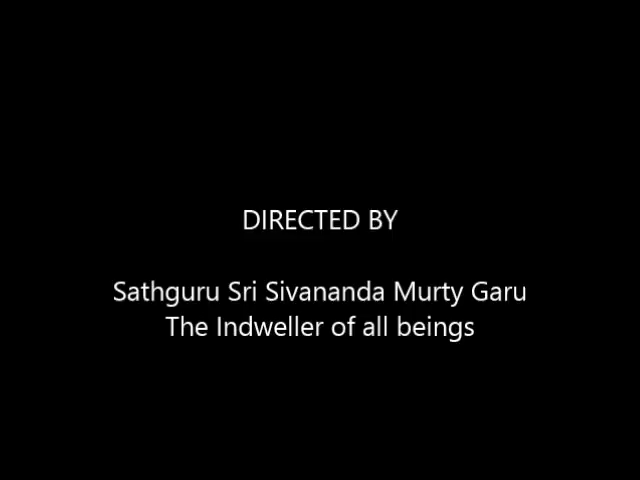 DIRECTED BY
Sathguru Sri Sivananda Murty Garu
The Indweller of all beings